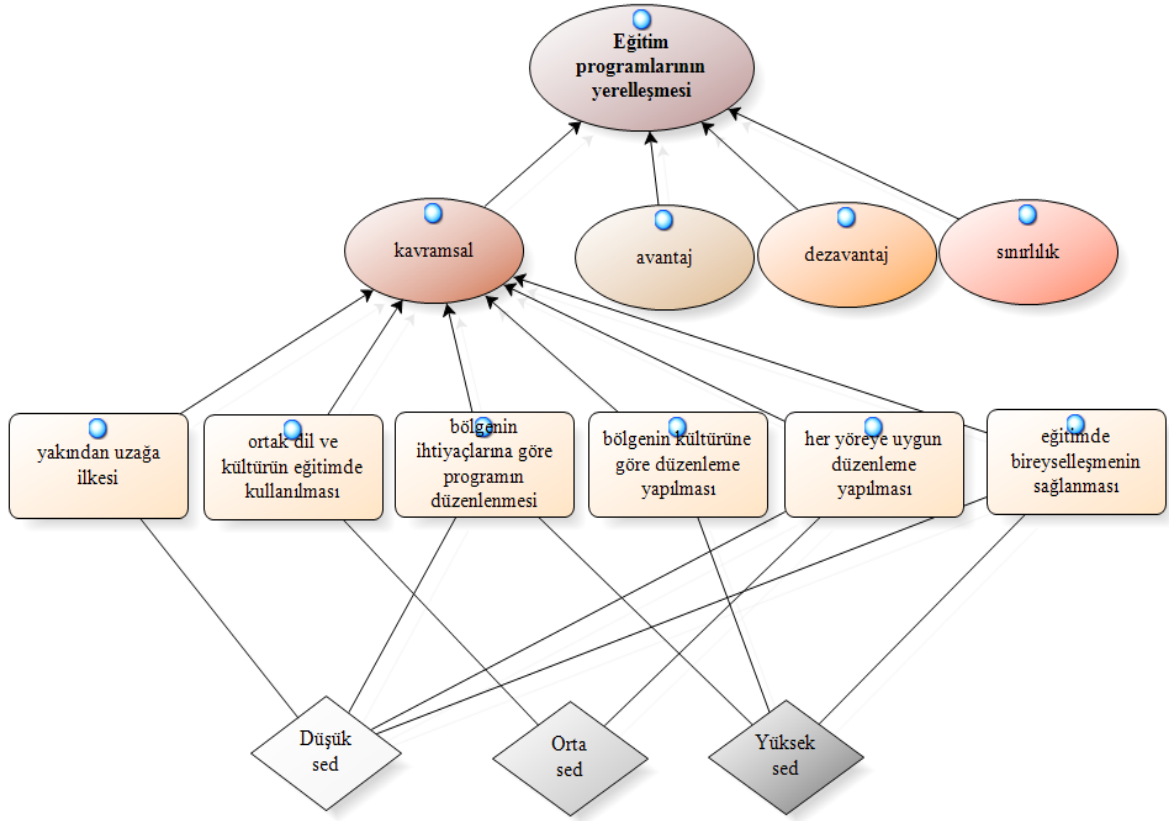 Eğitim
programlarının
yerelleşmesi
kavramsal
avantaj
dezavantaj
sınırlılık
yakından uzağa
ilkesi
ortak dil ve
kültürün eğitimde
kullanılması
bölgenin
ihtiyaçlarına göre
programın
düzenlenmesi
bölgenin kültürüne
göre düzenleme
yapılması
her yöreye uygun
düzenleme
yapılması
eğitimde
bireyselleşmenin
sağlanması
Düşük
sed
Orta
sed
Yüksek
sed